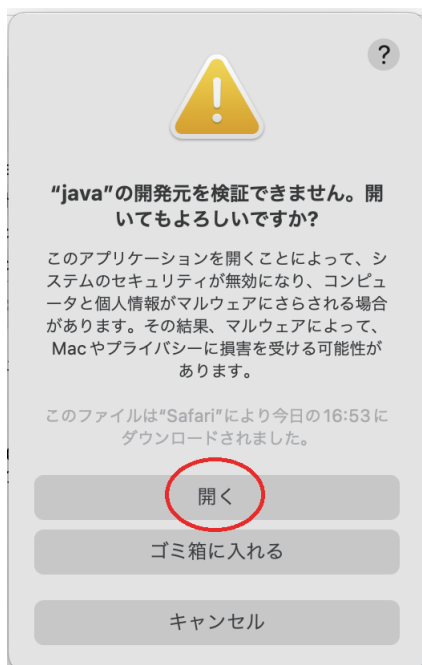 ?
“java”の開発元を検証できません。開
いてもよろしいですか?
このアプリケーションを開くことによって、シ
ステムのセキュリティが無効になり、コンピュ
ータと個人情報がマルウェアにさらされる場合
があります。その結果、マルウェアによって、
Macやプライバシーに損害を受ける可能性が
あります。
このファイルは“Safari”により今日の16:53に
ダウンロードされました。
開く
ゴミ箱に入れる
キャンセル